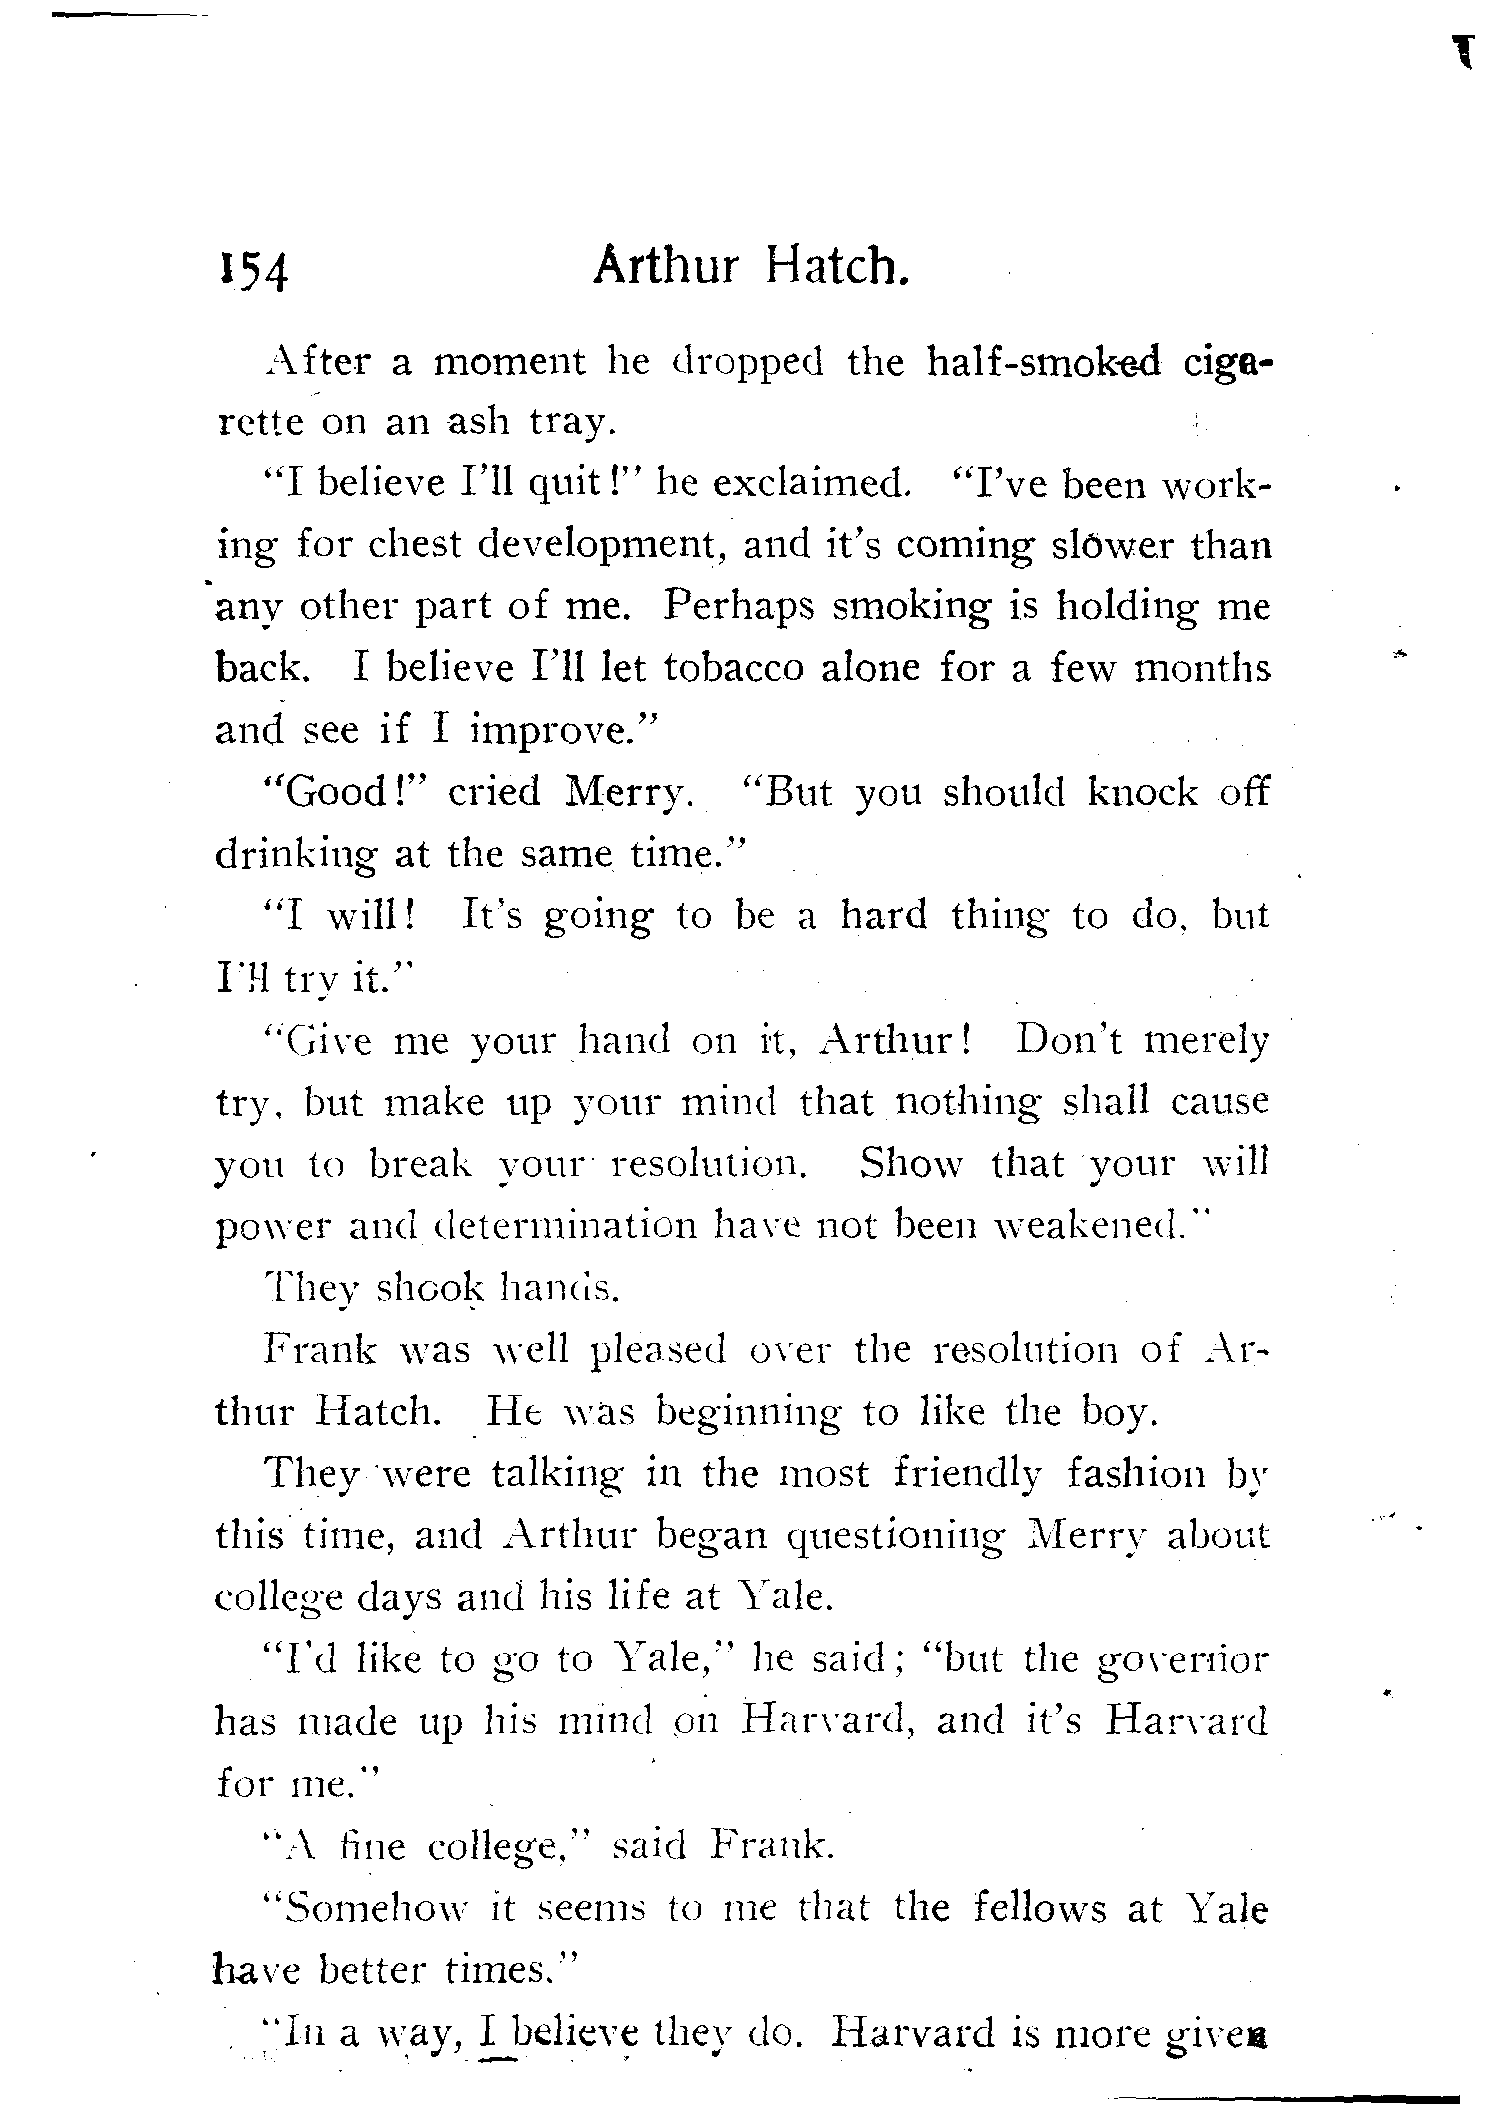 154 Arthur Hatch.
After a moment he dropped the half-smoked ciga-
rette on an ash tray.
"I believe I'll quit!" he exclaimed. "I've been work-
ing for chest development, and it's coming slower than
any other part of me. Perhaps smoking is holding me
back. I believe I'll let tobacco alone for a few months
and see if I improve."
"Good!" cried Merry. "But you should knock off
drinking at the same time."
"I will! It's going to be a hard thing to do, but
I'll try it."
"Give me your hand on it, Arthur! Don't merely
try, but make up your mind that nothing shall cause
you to break your resolution. Show that your will
power and determination have not been weakened."
They shook hands.
Frank was well pleased over the resolution of Ar-
thur Hatch. He was beginning to like the boy.
They were talking in the most friendly fashion by
this time, and Arthur began questioning Merry about
college days and his life at Yale.
"I'd like to go to Yale," he said; "but the governor
has made up his mind on Harvard, and it's Harvard
for me."
"A fine college," said Frank.
"Somehow it seems to me that the fellows at Yale
have better times."
"In a way, I believe they do. Harvard is more given